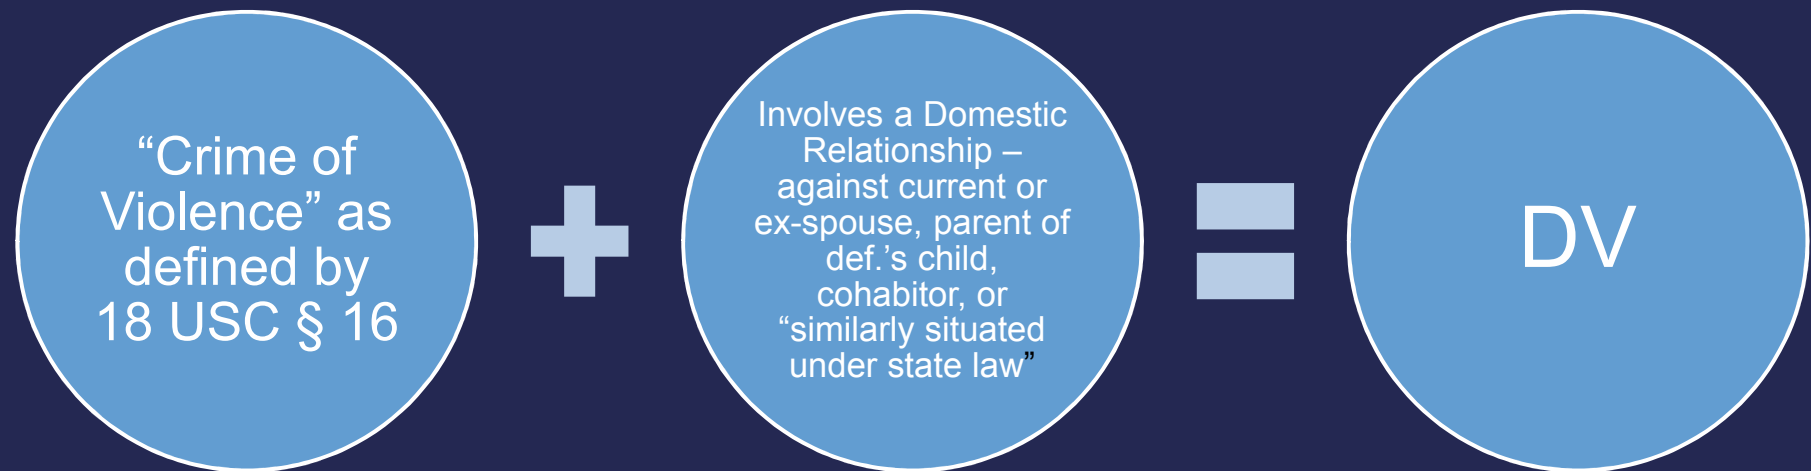 “Crime of
Violence” as
defined by
18 USC § 16
Involves a Domestic
Relationship –
against current or
ex-spouse, parent of
def.’s child,
cohabitor, or
“similarly situated
under state law”
DV